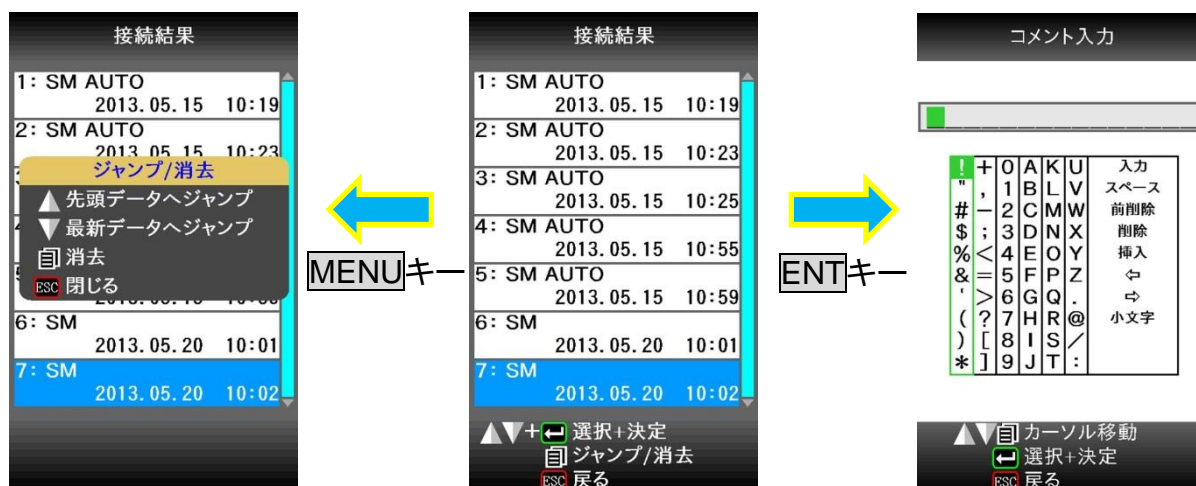 接続結果
1: SM AUTO
2013.05.15 10:19
2: SM AUTO
2013.05.15 10:23
ジャンプ/消去
先頭データへジャンプ
最新データへジャンプ
消去
ESC 閉じる
6: SM
2013.05.20 10:01
7: SM
2013.05.20 10:02
MENUキー
接続結果
1: SM AUTO
2013.05.15 10:19
2: SM AUTO
2013.05.15 10:23
3: SM AUTO
2013.05.15 10:25
4: SM AUTO
2013.05.15 10:55
5: SM AUTO
2013.05.15 10:59
6: SM
2013.05.20 10:01
7: SM
2013.05.20 10:02
▲▼+ 選択+決定
ジャンプ/消去
ESC 戻る
ENTキー
コメント入力
! + 0 A K U 入力
" , 1 B L V スペース
# - 2 C M W 前削除
$ ; 3 D N X 削除
% < 4 E O Y 挿入
& = 5 F P Z ⇦
' > 6 G Q . ⇨
( ? 7 H R @ 小文字
) [ 8 I S /
* ] 9 J T :
▲▼ カーソル移動
選択+決定
ESC 戻る